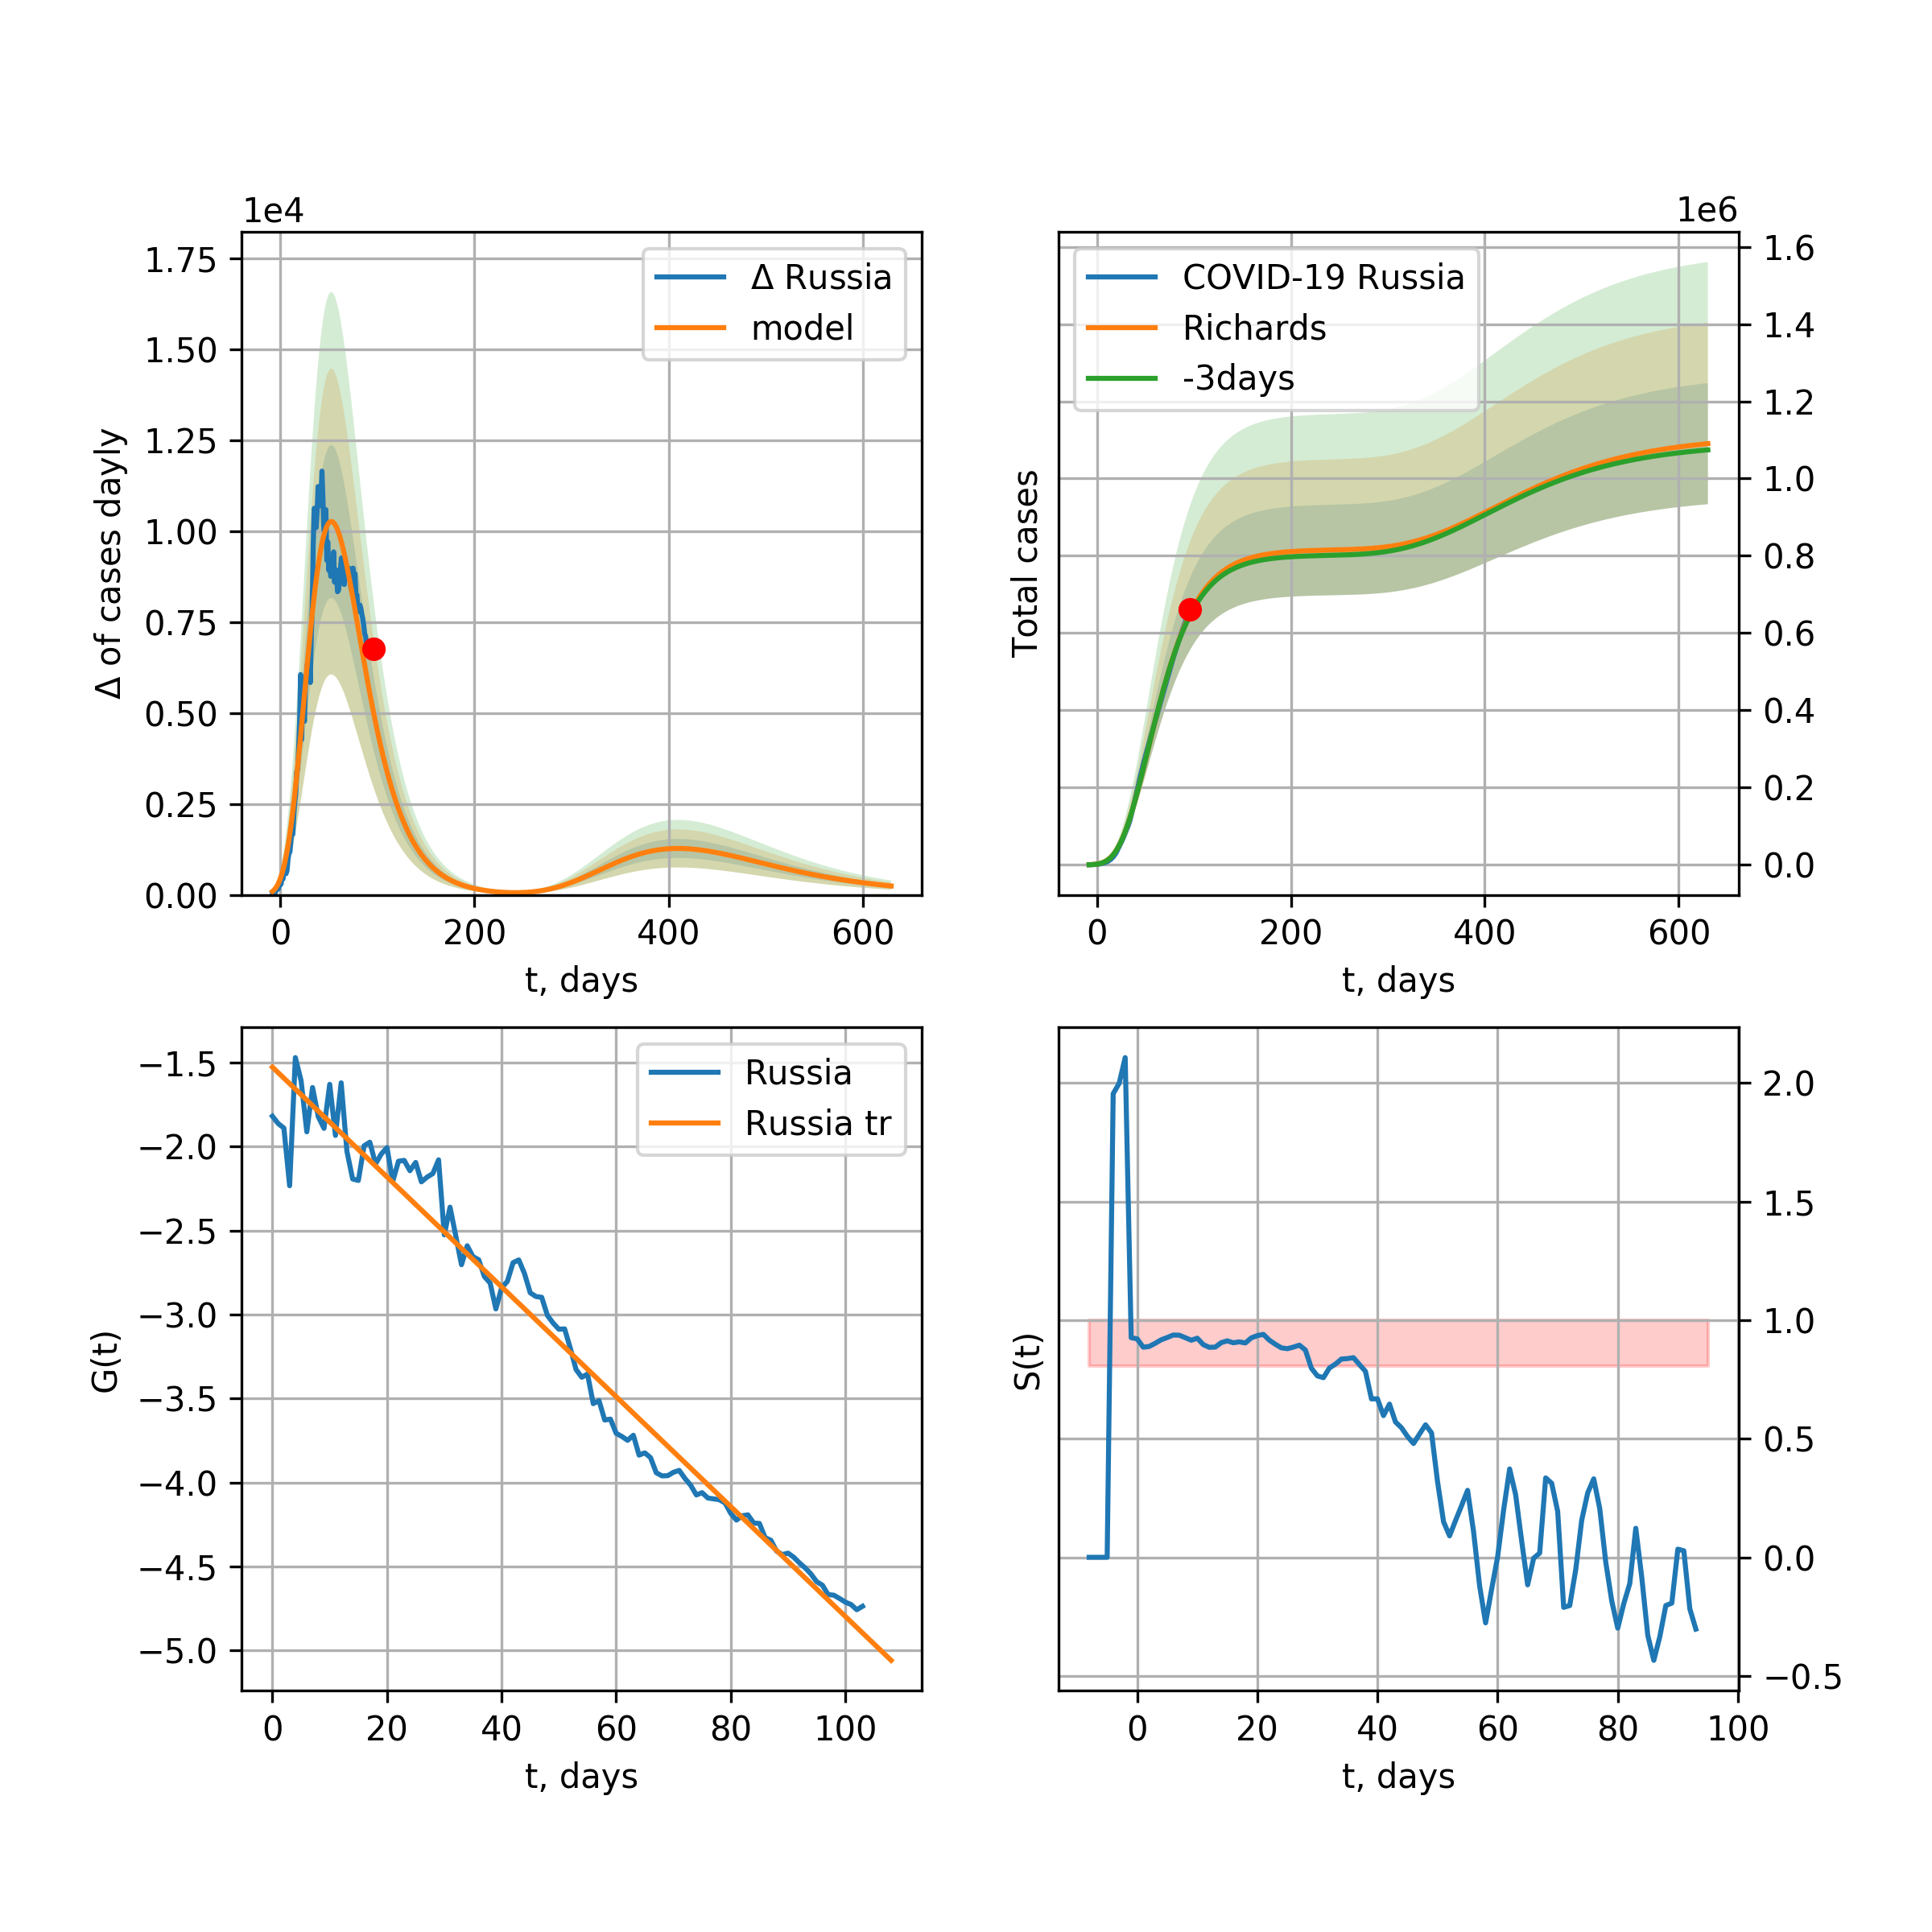 1e4
1.75
1.50
1.25
1.00
0.75
0.50
0.25
0.00
Δ of cases dayly
Δ Russia
model
0 200 400 600
t, days
1e6
COVID-19 Russia
Richards
-3days
Total cases
1.6
1.4
1.2
1.0
0.8
0.6
0.4
0.2
0.0
0 200 400 600
t, days
−1.5
−2.0
−2.5
−3.0
−3.5
−4.0
−4.5
−5.0
G(t)
Russia
Russia tr
0 20 40 60 80 100
t, days
S(t)
2.0
1.5
1.0
0.5
0.0
−0.5
0 20 40 60 80 100
t, days